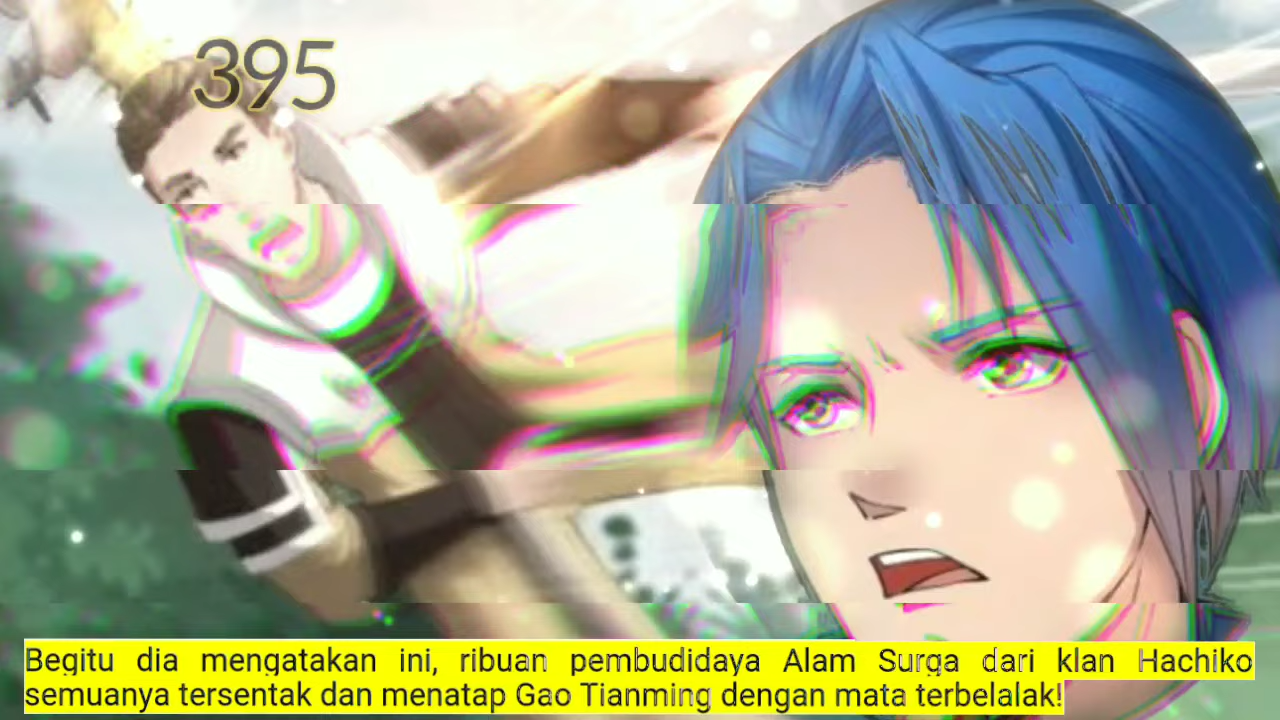 395
Begitu dia mengatakan ini, ribuan pembudidaya Alam Surga dari klan Hachiko
semuanya tersentak dan menatap Gao Tianming dengan mata terbelalak!